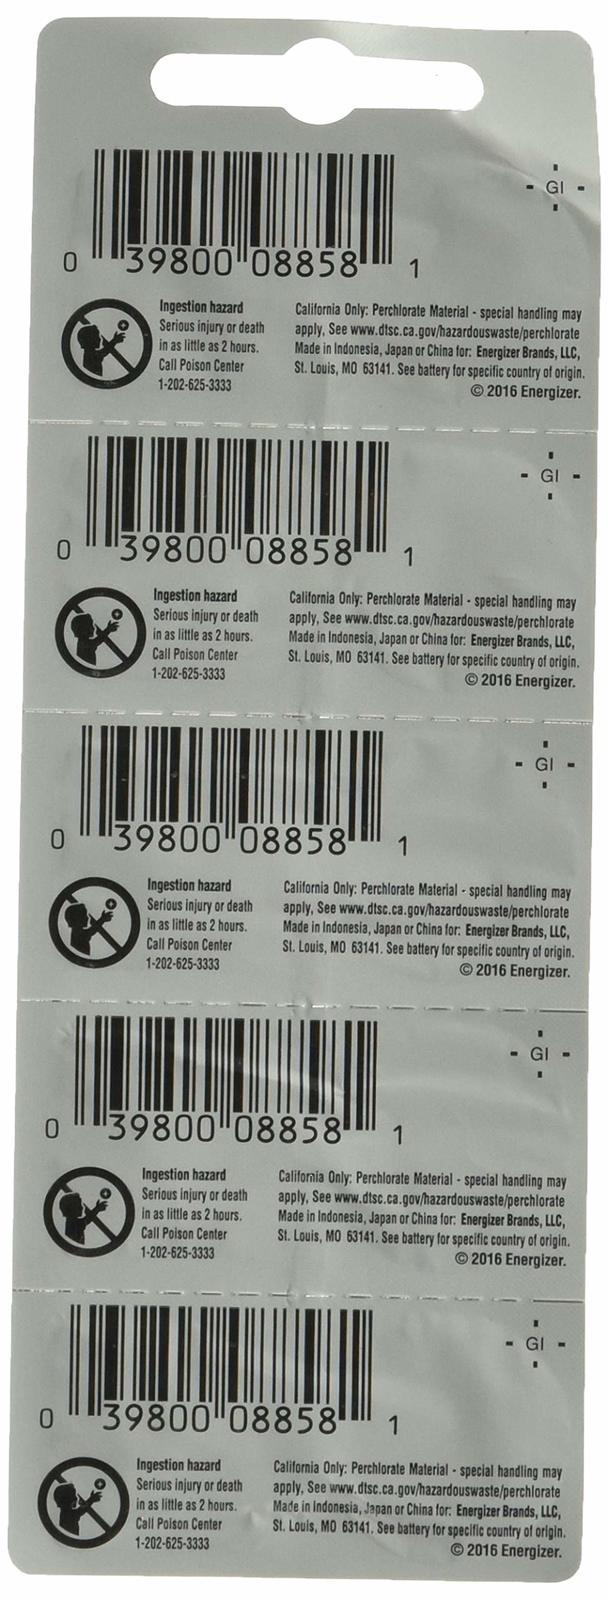 GI
0 39800 08858 1
Ingestion hazard
Serious injury or death
in as little as 2 hours.
Call Poison Center
1-202-625-3333
California Only: Perchlorate Material - special handling may
apply, See www.dtsc.ca.gov/hazardouswaste/perchlorate
Made in Indonesia, Japan or China for: Energizer Brands, LLC,
St. Louis, MO 63141. See battery for specific country of origin.
© 2016 Energizer.
GI
0 39800 08858 1
Ingestion hazard
Serious injury or death
in as little as 2 hours.
Call Poison Center
1-202-625-3333
California Only: Perchlorate Material - special handling may
apply, See www.dtsc.ca.gov/hazardouswaste/perchlorate
Made in Indonesia, Japan or China for: Energizer Brands, LLC,
St. Louis, MO 63141. See battery for specific country of origin.
© 2016 Energizer.
GI
0 39800 08858 1
Ingestion hazard
Serious injury or death
in as little as 2 hours.
Call Poison Center
1-202-625-3333
California Only: Perchlorate Material - special handling may
apply, See www.dtsc.ca.gov/hazardouswaste/perchlorate
Made in Indonesia, Japan or China for: Energizer Brands, LLC,
St. Louis, MO 63141. See battery for specific country of origin.
© 2016 Energizer.
GI
0 39800 08858 1
Ingestion hazard
Serious injury or death
in as little as 2 hours.
Call Poison Center
1-202-625-3333
California Only: Perchlorate Material - special handling may
apply, See www.dtsc.ca.gov/hazardouswaste/perchlorate
Made in Indonesia, Japan or China for: Energizer Brands, LLC,
St. Louis, MO 63141. See battery for specific country of origin.
© 2016 Energizer.
GI
0 39800 08858 1
Ingestion hazard
Serious injury or death
in as little as 2 hours.
Call Poison Center
1-202-625-3333
California Only: Perchlorate Material - special handling may
apply, See www.dtsc.ca.gov/hazardouswaste/perchlorate
Made in Indonesia, Japan or China for: Energizer Brands, LLC,
St. Louis, MO 63141. See battery for specific country of origin.
© 2016 Energizer.